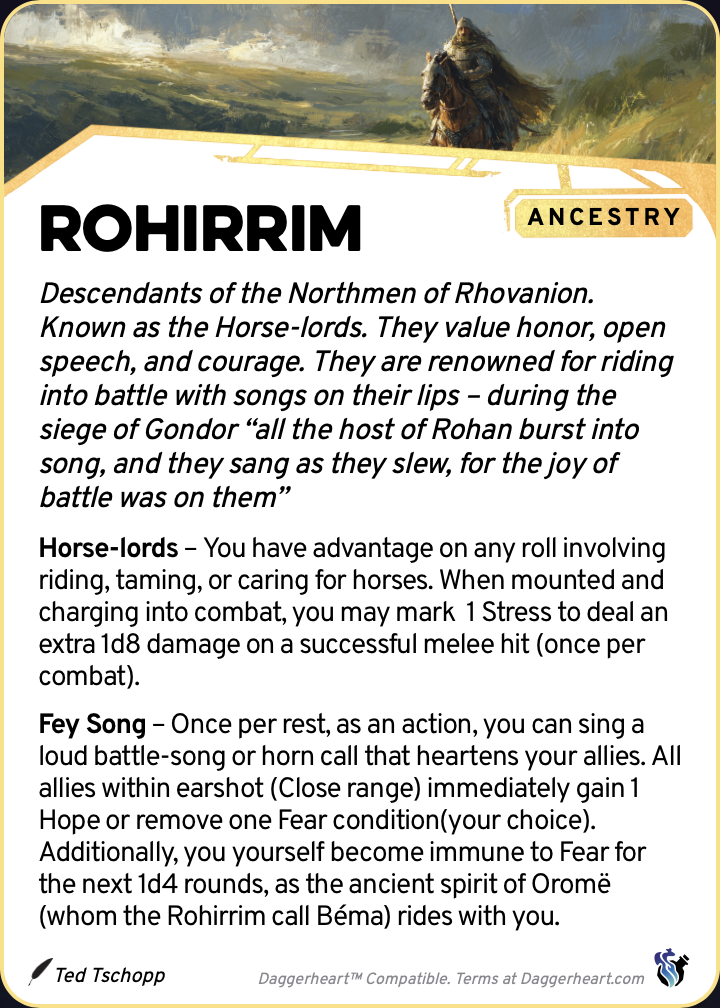 ROHIRRIM
ANCESTRY
Descendants of the Northmen of Rhovanion.
Known as the Horse-lords. They value honor, open
speech, and courage. They are renowned for riding
into battle with songs on their lips – during the
siege of Gondor “all the host of Rohan burst into
song, and they sang as they slew, for the joy of
battle was on them”
Horse-lords – You have advantage on any roll involving
riding, taming, or caring for horses. When mounted and
charging into combat, you may mark  1 Stress to deal an
extra 1d8 damage on a successful melee hit (once per
combat).
Fey Song – Once per rest, as an action, you can sing a
loud battle-song or horn call that heartens your allies. All
allies within earshot (Close range) immediately gain 1
Hope or remove one Fear condition(your choice).
Additionally, you yourself become immune to Fear for
the next 1d4 rounds, as the ancient spirit of Oromë
(whom the Rohirrim call Béma) rides with you.
Ted Tschopp
Daggerheart™ Compatible. Terms at Daggerheart.com